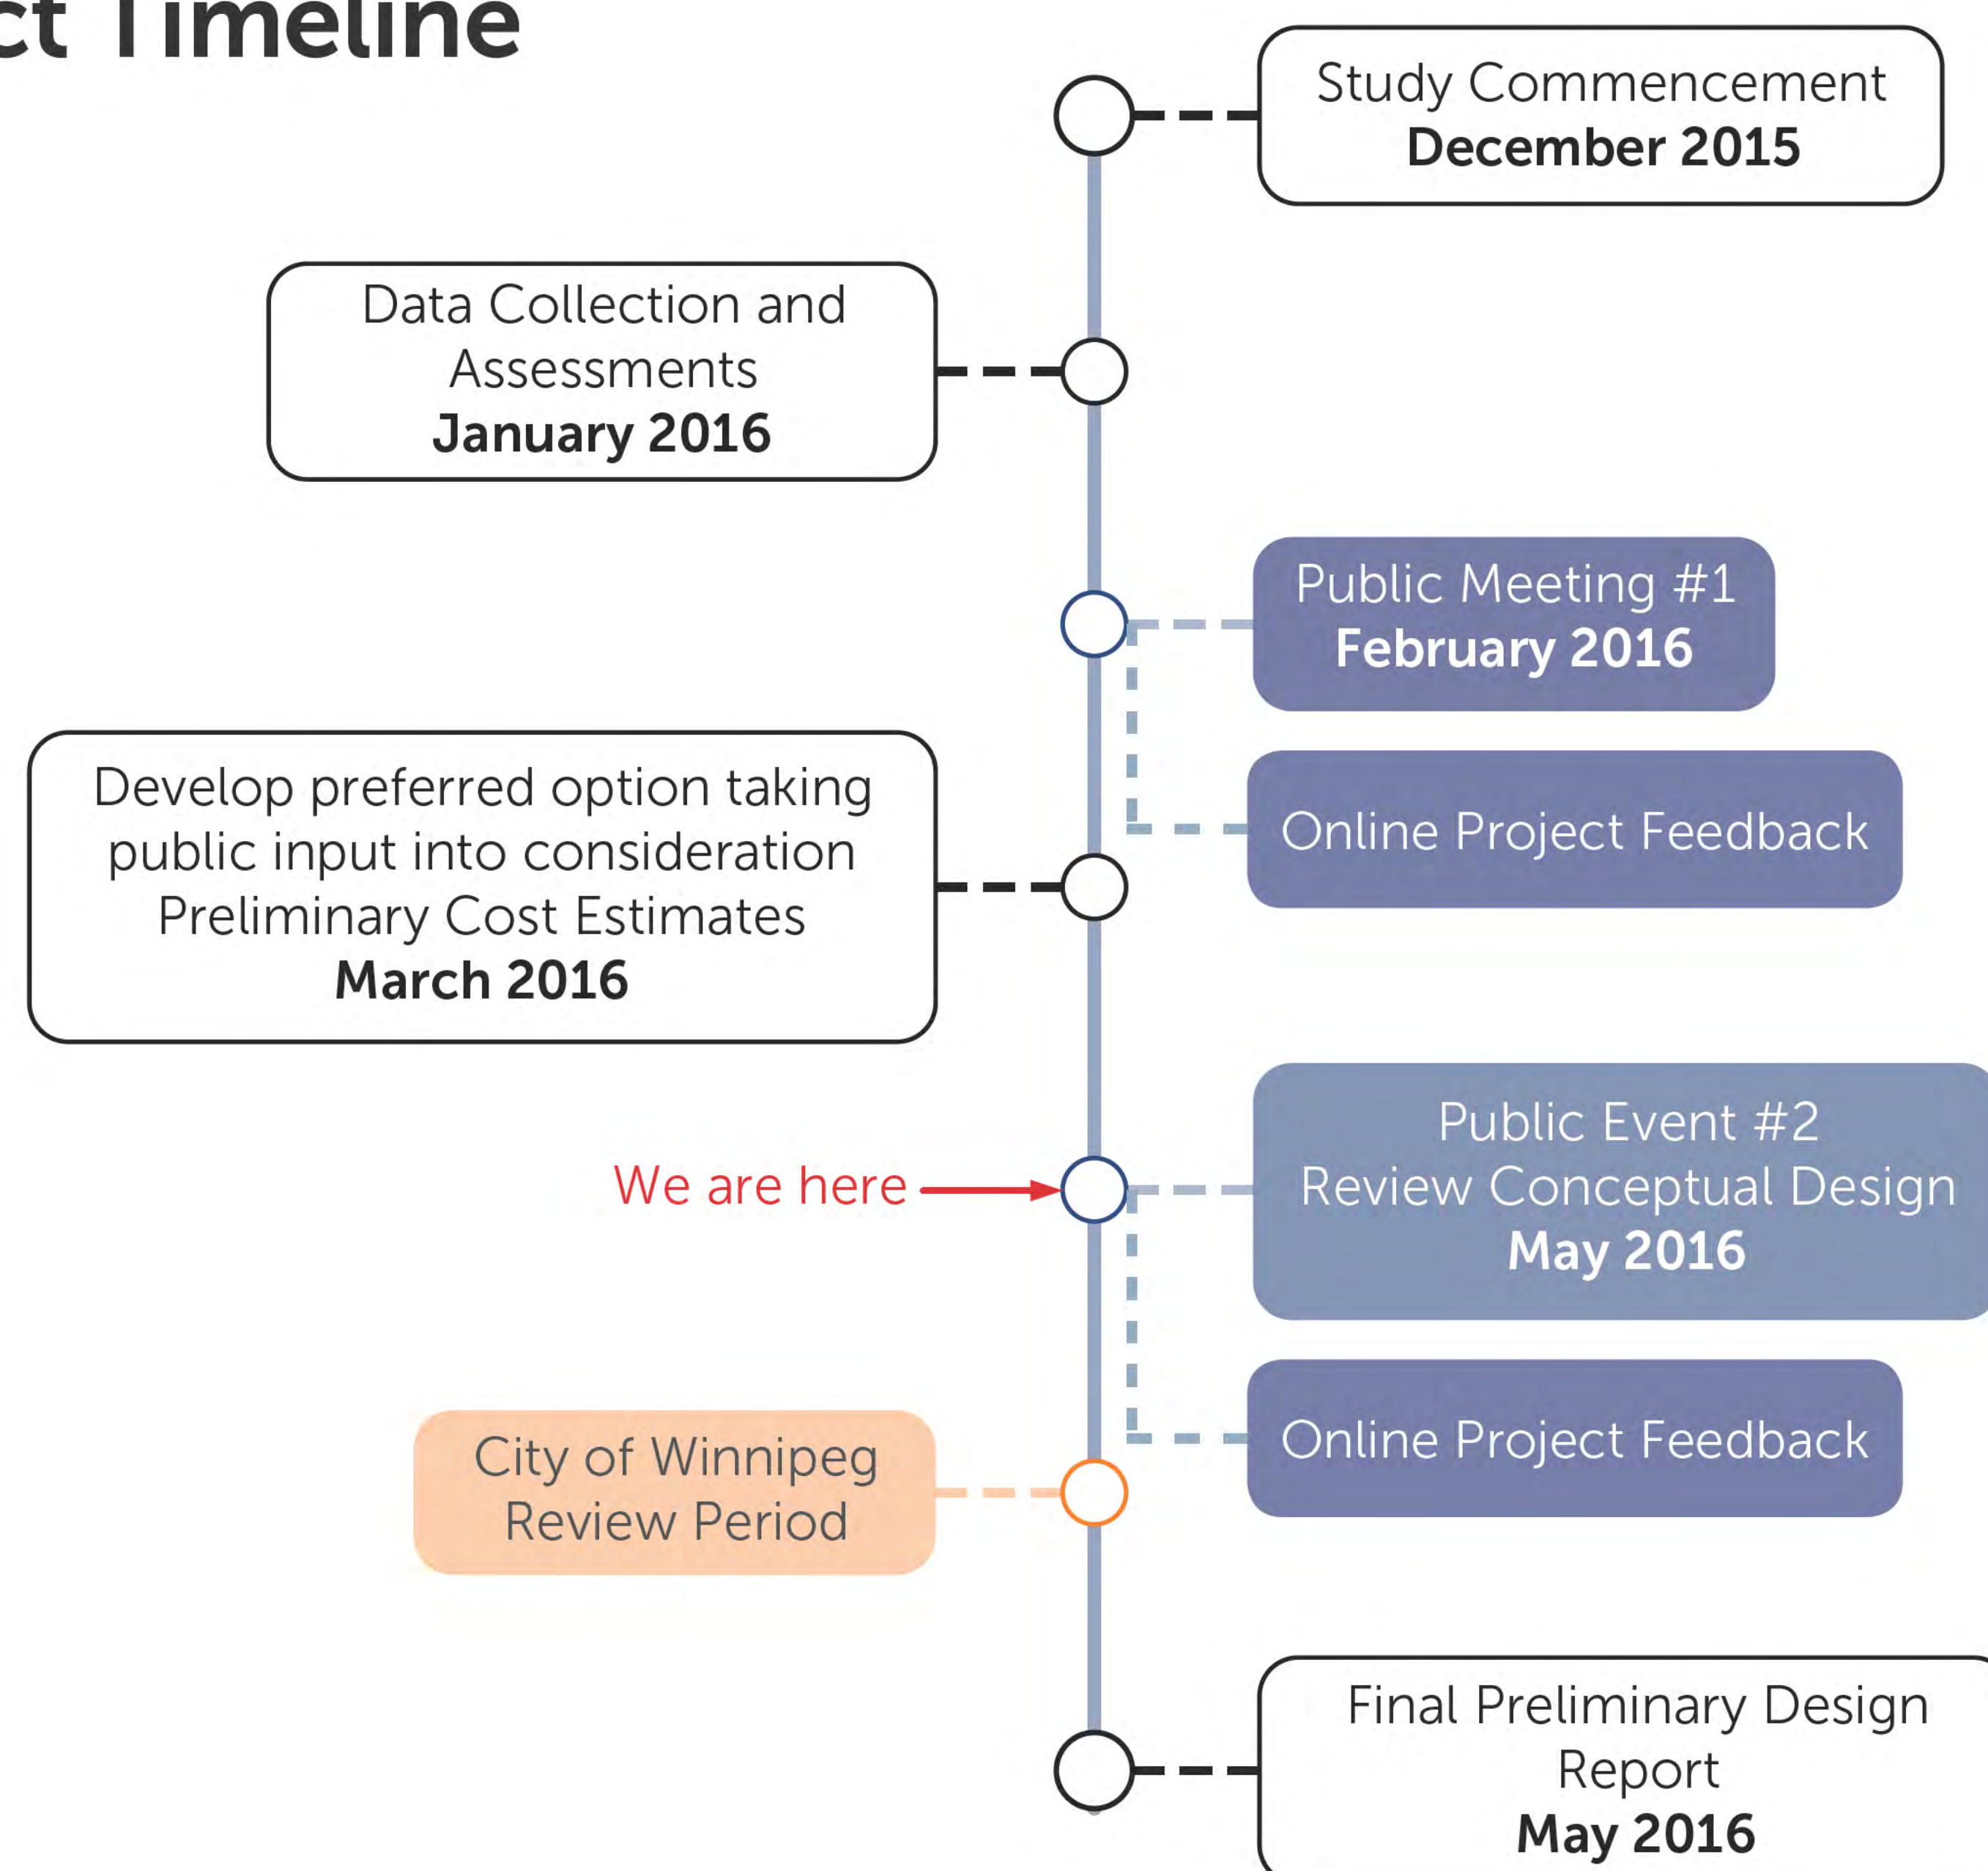 ct Timeline
Study Commencement
December 2015
Data Collection and
Assessments
January 2016
Public Meeting #1
February 2016
Online Project Feedback
Develop preferred option taking
public input into consideration
Preliminary Cost Estimates
March 2016
We are here
Public Event #2
Review Conceptual Design
May 2016
Online Project Feedback
City of Winnipeg
Review Period
Final Preliminary Design
Report
May 2016